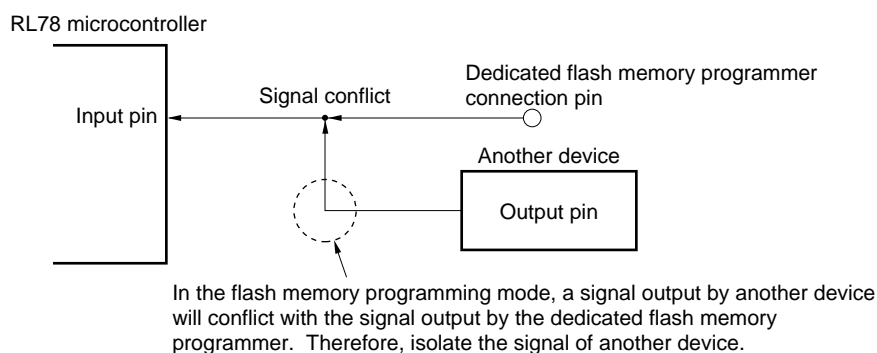 RL78 microcontroller
Dedicated flash memory programmer
connection pin
Signal conflict
Input pin
Another device
Output pin
In the flash memory programming mode, a signal output by another device
will conflict with the signal output by the dedicated flash memory
programmer.  Therefore, isolate the signal of another device.